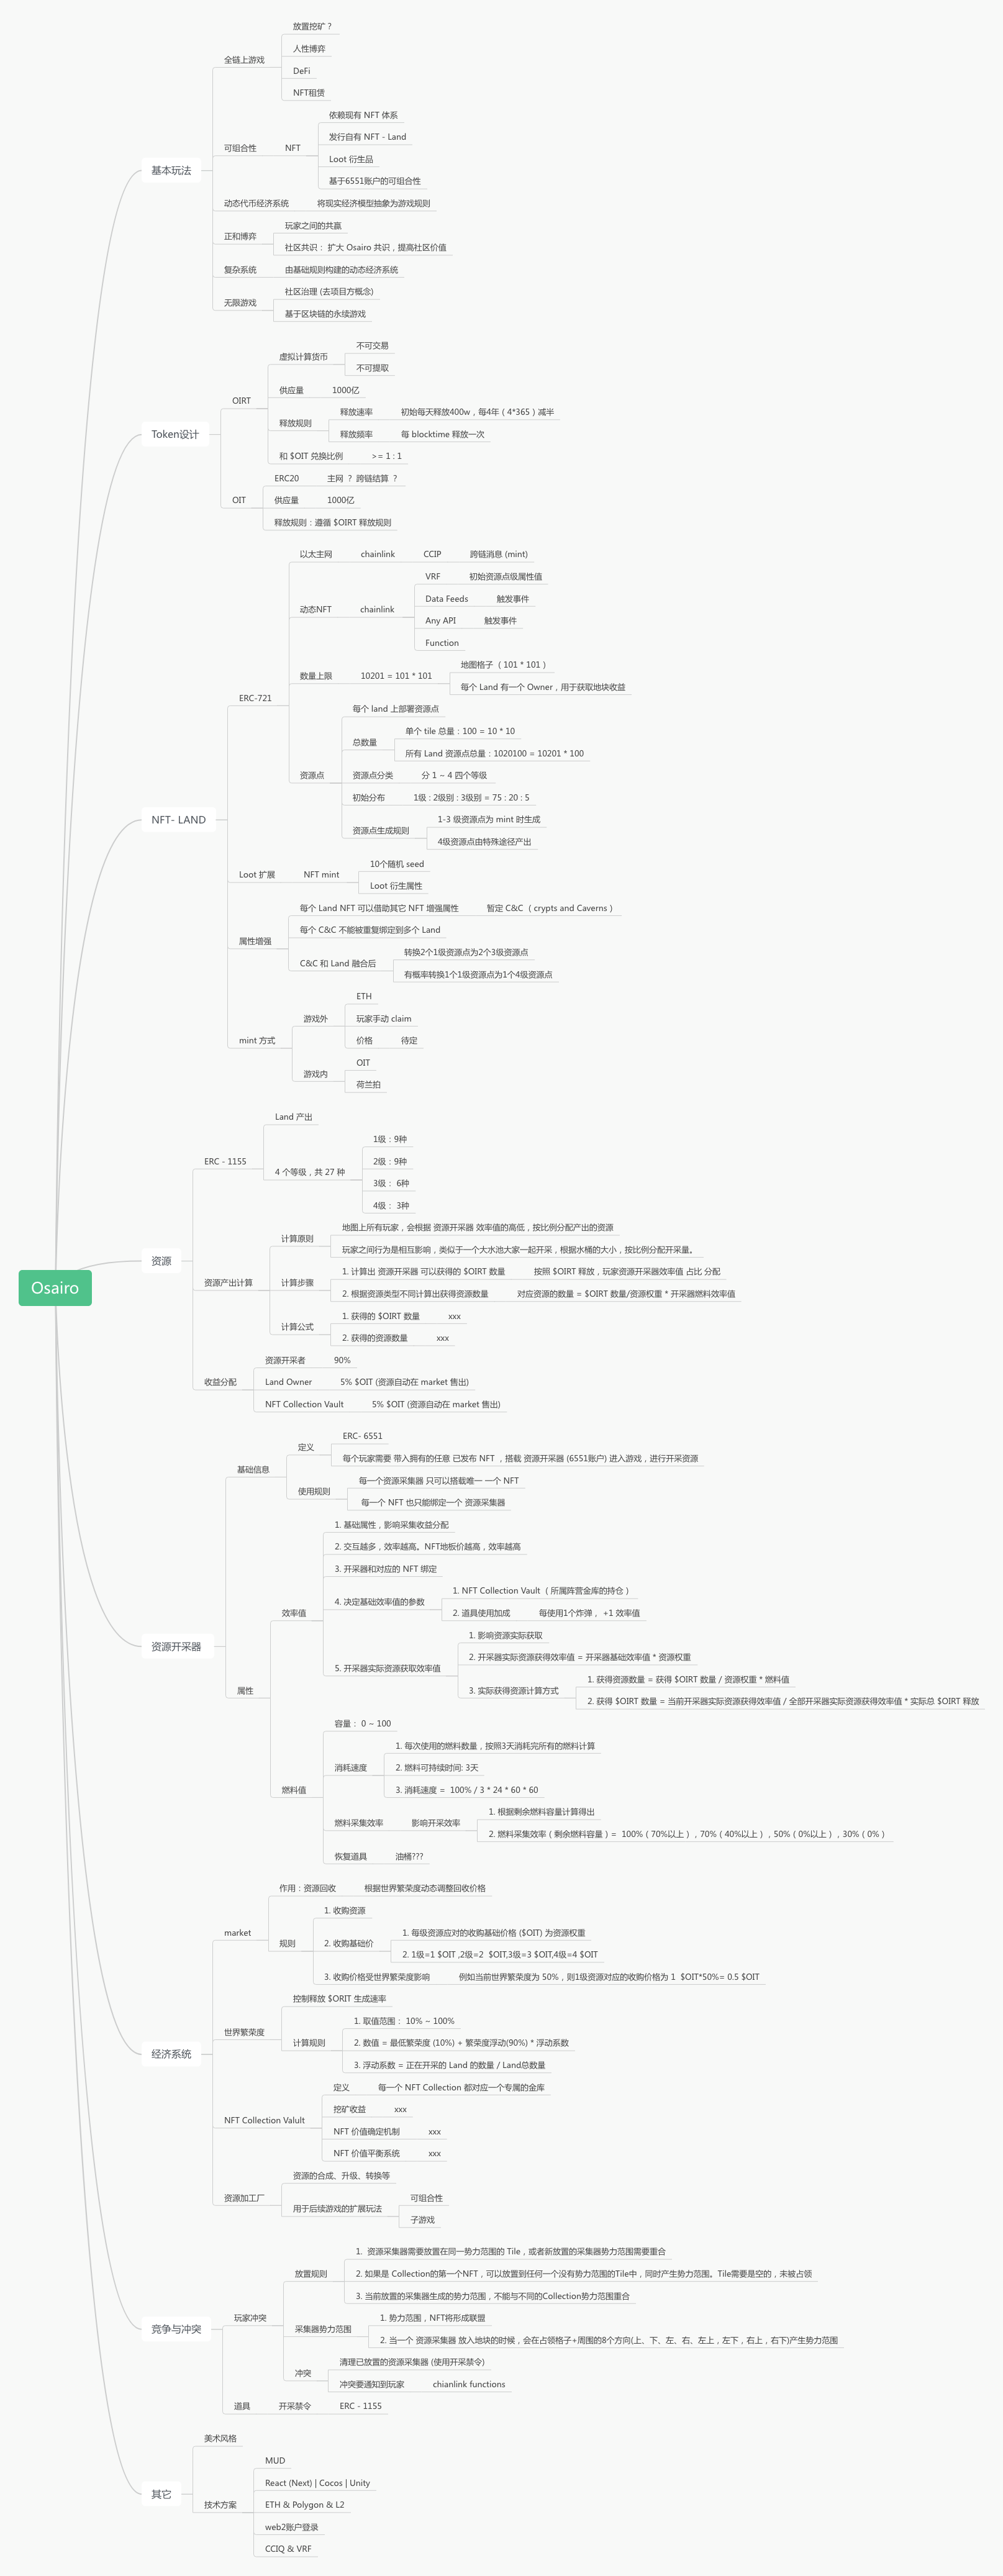 Osairo
基本玩法
全链上游戏
放置挖矿？
人性博弈
DeFi
NFT租赁
可组合性
NFT
依赖现有 NFT 体系
发行自有 NFT - Land
Loot 衍生品
基于6551账户的可组合性
动态代币经济系统
将现实经济模型抽象为游戏规则
正和博弈
玩家之间的共赢
社区共识： 扩大 Osairo 共识，提高社区价值
复杂系统
由基础规则构建的动态经济系统
无限游戏
社区治理 (去项目方概念)
基于区块链的永续游戏
Token设计
OIRT
虚拟计算货币
不可交易
不可提取
供应量
1000亿
释放规则
释放速率
初始每天释放400w，每4年 ( 4*365 ) 减半
释放频率
每 blocktime 释放一次
和 $OIT 兑换比例
>= 1 : 1
OIT
ERC20
主网 ？ 跨链结算 ？
供应量
1000亿
释放规则：遵循 $OIRT 释放规则
NFT- LAND
ERC-721
以太主网
chainlink
CCIP
跨链消息 (mint)
动态NFT
chainlink
VRF
初始资源点级属性值
Data Feeds
触发事件
Any API
触发事件
Function
数量上限
10201 = 101 * 101
地图格子 （ 101 * 101 ）
每个 Land 有一个 Owner，用于获取地块收益
资源点
每个 land 上部署资源点
总数量
单个 tile 总量：100 = 10 * 10
所有 Land 资源点总量：1020100 = 10201 * 100
资源点分类
分 1 ~ 4 四个等级
初始分布
1级 : 2级别 : 3级别 = 75 : 20 : 5
资源点生成规则
1-3 级资源点为 mint 时生成
4级资源点由特殊途径产出
Loot 扩展
NFT mint
10个随机 seed
Loot 衍生属性
属性增强
每个 Land NFT 可以借助其它 NFT 增强属性
暂定 C&C （ crypts and Caverns ）
每个 C&C 不能被重复绑定到多个 Land
C&C 和 Land 融合后
转换2个1级资源点为2个3级资源点
有概率转换1个1级资源点为1个4级资源点
mint 方式
游戏外
ETH
玩家手动 claim
价格
待定
游戏内
OIT
荷兰拍
资源
ERC - 1155
Land 产出
4 个等级，共 27 种
1级：9种
2级：9种
3级： 6种
4级： 3种
资源产出计算
计算原则
地图上所有玩家，会根据 资源开采器 效率值的高低，按比例分配产出的资源
玩家之间行为是相互影响，类似于一个大水池大家一起开采，根据水桶的大小，按比例分配开采量。
计算步骤
1. 计算出 资源开采器 可以获得的 $OIRT 数量
按照 $OIRT 释放，玩家资源开采器效率值 占比 分配
2. 根据资源类型不同计算出获得资源数量
对应资源的数量 = $OIRT 数量/资源权重 * 开采器燃料效率值
计算公式
1. 获得的 $OIRT 数量
xxx
2. 获得的资源数量
xxx
收益分配
资源开采者
90%
Land Owner
5% $OIT (资源自动在 market 售出)
NFT Collection Vault
5% $OIT (资源自动在 market 售出)
资源开采器
基础信息
定义
ERC- 6551
每个玩家需要 带入拥有的任意 已发布 NFT ，搭载 资源开采器 (6551账户) 进入游戏，进行开采资源
使用规则
每一个资源采集器 只可以搭载唯一 一个 NFT
每一个 NFT 也只能绑定一个 资源采集器
属性
效率值
1. 基础属性，影响采集收益分配
2. 交互越多，效率越高。NFT地板价越高，效率越高
3. 开采器和对应的 NFT 绑定
4. 决定基础效率值的参数
1. NFT Collection Vault （ 所属阵营金库的持仓 ）
2. 道具使用加成
每使用1个炸弹 ， +1 效率值
5. 开采器实际资源获取效率值
1. 影响资源实际获取
2. 开采器实际资源获得效率值 = 开采器基础效率值 * 资源权重
3. 实际获得资源计算方式
1. 获得资源数量 = 获得 $OIRT 数量 / 资源权重 * 燃料值
2. 获得 $OIRT 数量 = 当前开采器实际资源获得效率值 / 全部开采器实际资源获得效率值 * 实际总 $OIRT 释放
燃料值
容量： 0 ~ 100
消耗速度
1. 每次使用的燃料数量，按照3天消耗完所有的燃料计算
2. 燃料可持续时间: 3天
3. 消耗速度 = 100% / 3 * 24 * 60 * 60
燃料采集效率
影响开采效率
1. 根据剩余燃料容量计算得出
2. 燃料采集效率 ( 剩余燃料容量 ) = 100% ( 70%以上 ) ，70% ( 40%以上 ) ，50% ( 0%以上 ) ，30% ( 0% )
恢复道具
油桶???
经济系统
market
作用：资源回收
根据世界繁荣度动态调整回收价格
规则
1. 收购资源
2. 收购基础价
1. 每级资源应对的收购基础价格 ($OIT) 为资源权重
2. 1级=1 $OIT ,2级=2 $OIT,3级=3 $OIT,4级=4 $OIT
3. 收购价格受世界繁荣度影响
例如当前世界繁荣度为 50%，则1级资源对应的收购价格为 1 $OIT*50%= 0.5 $OIT
世界繁荣度
控制释放 $ORIT 生成速率
计算规则
1. 取值范围： 10% ~ 100%
2. 数值 = 最低繁荣度 (10%) + 繁荣度浮动(90%) * 浮动系数
3. 浮动系数 = 正在开采的 Land 的数量 / Land总数量
NFT Collection Valult
定义
每一个 NFT Collection 都对应一个专属的金库
挖矿收益
xxx
NFT 价值确定机制
xxx
NFT 价值平衡系统
xxx
资源加工厂
资源的合成、升级、转换等
用于后续游戏的扩展玩法
可组合性
子游戏
竞争与冲突
玩家冲突
放置规则
1. 资源采集器需要放置在同一势力范围的 Tile，或者新放置的采集器势力范围需要重合
2. 如果是 Collection的第一个NFT，可以放置到任何一个没有势力范围的Tile中，同时产生势力范围。Tile需要是空的，未被占领
3. 当前放置的采集器生成的势力范围，不能与不同的Collection势力范围重合
采集器势力范围
1. 势力范围，NFT将形成联盟
2. 当一个 资源采集器 放入地块的时候，会在占领格子+周围的8个方向(上、下、左、右、左上，左下，右上，右下)产生势力范围
冲突
清理已放置的资源采集器 (使用开采禁令)
冲突要通知到玩家
chianlink functions
道具
开采禁令
ERC - 1155
其它
美术风格
技术方案
MUD
React (Next) | Cocos | Unity
ETH & Polygon & L2
web2账户登录
CCIQ & VRF